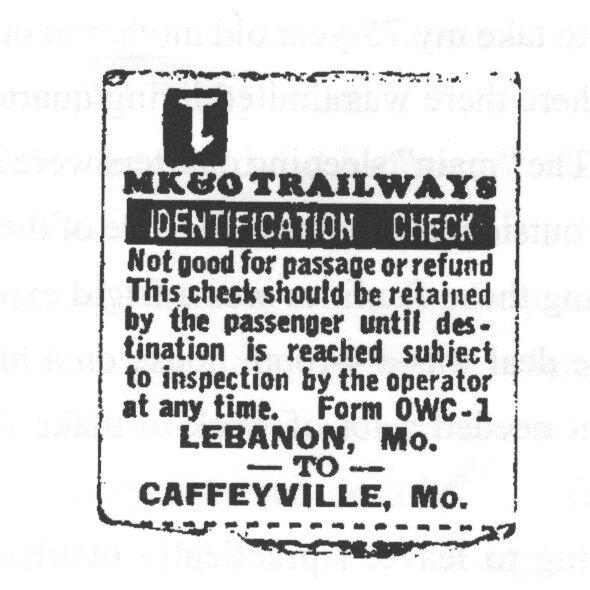 1
MK&O TRAILWAYS
IDENTIFICATION CHECK
Not good for passage or refund
This check should be retained
by the passenger until des-
tination is reached subject
to inspection by the operator
at any time. Form OWC-1
LEBANON, Mo.
— TO —
CAFFEYVILLE, Mo.